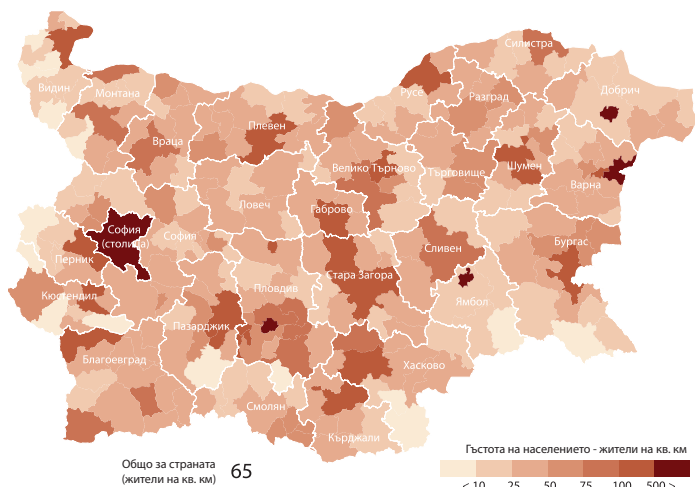 Силистра
Видин
Монтана
Русе
Разград
Добрич
Плевен
Враца
Велико Търново
Търговище
Шумен
Варна
Ловеч
Габрово
София
(столица)
София
Перник
Сливен
Бургас
Стара Загора
Кюстендил
Пловдив
Ямбол
Пазарджик
Благоевград
Хасково
Смолян
Кърджали
Общо за страната
(жители на кв. км)
65
Гъстота на населението - жители на кв. км
< 10 25 50 75 100 500 >